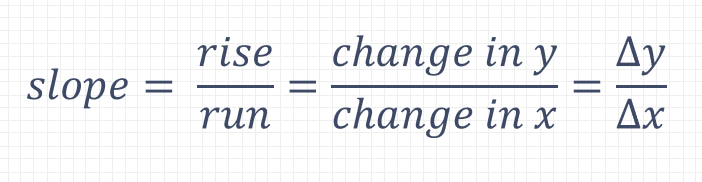 slope = rise/run = change in y/change in x = Δy/Δx